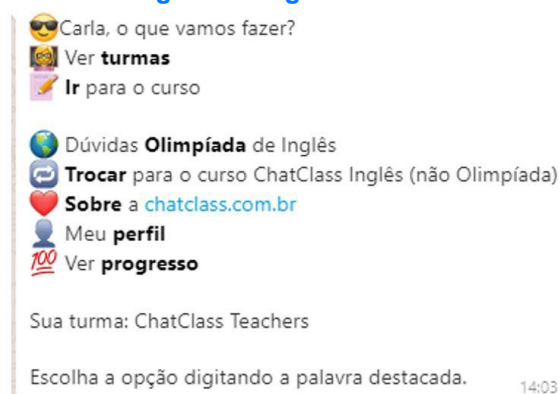 😎Carla, o que vamos fazer?
👩‍🏫 Ver turmas
📝 Ir para o curso
🌎 Dúvidas Olimpíada de Inglês
🔁 Trocar para o curso ChatClass Inglês (não Olimpíada)
❤️ Sobre a chatclass.com.br
👤 Meu perfil
💯 Ver progresso
Sua turma: ChatClass Teachers
Escolha a opção digitando a palavra destacada.
14:03